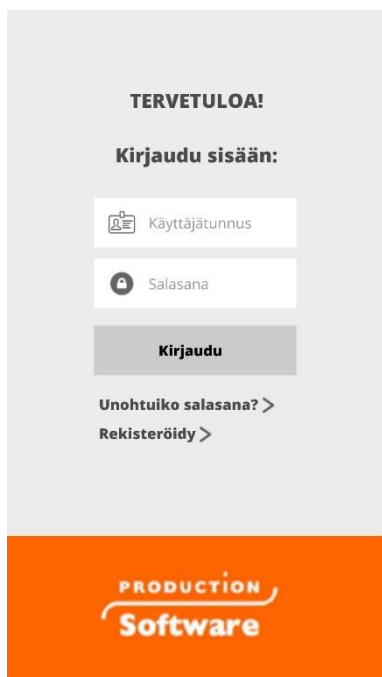 TERVETULOA!
Kirjaudu sisään:
Käyttäjätunnus
Salasana
Kirjaudu
Unohtuiko salasana? >
Rekisteröidy >
PRODUCTION
Software